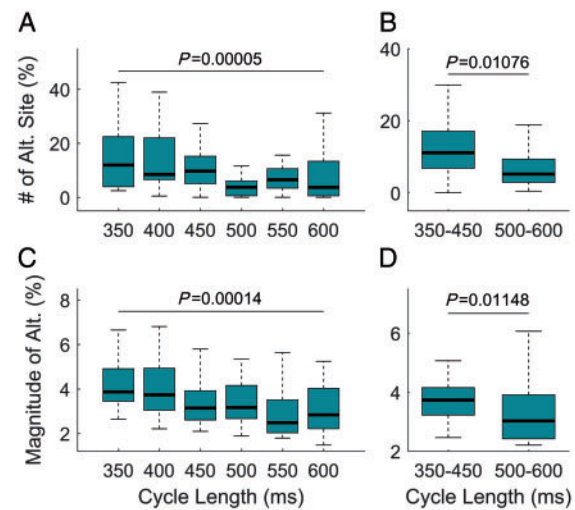 A
B
P=0.00005
P=0.01076
# of Alt. Site (%)
40
20
0
40
20
0
350 400 450 500 550 600
350-450 500-600
C
D
P=0.00014
P=0.01148
Magnitude of Alt. (%)
8
6
4
2
6
4
2
350 400 450 500 550 600
350-450 500-600
Cycle Length (ms)
Cycle Length (ms)